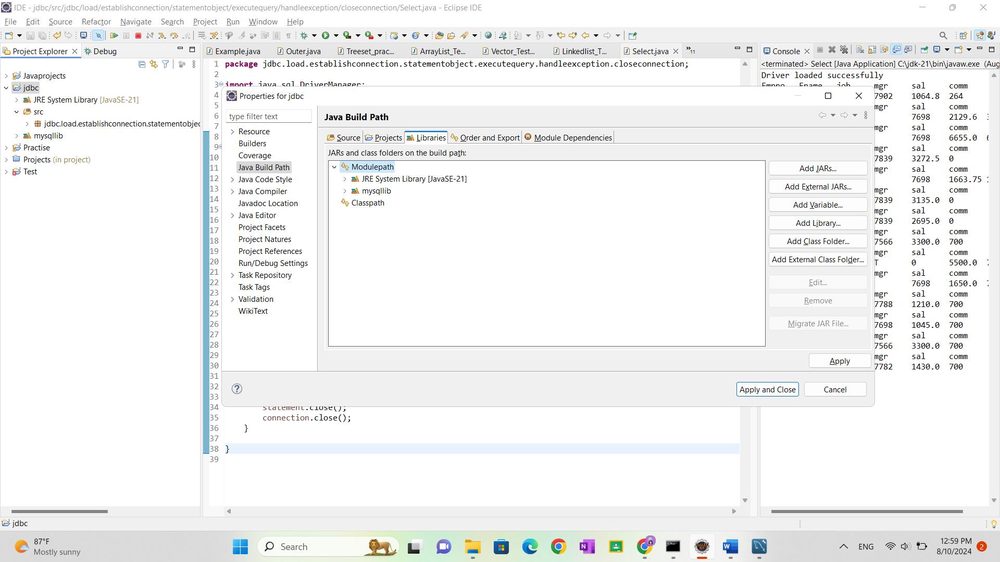 IDE - jdbc/src/jdbc/load/establishconnection/statementobject/executequery/handleexception/closeconnection/Select.java - Eclipse IDE
File Edit Source Refactor Navigate Search Project Run Window Help
Project Explorer
Debug
Javaprojects
jdbc
JRE System Library [JavaSE-21]
src
jdbc.load.establishconnection.statementobjec
mysqllib
Practise
Projects (in project)
Test
Example.java
Outer.java
Treeset_prac...
ArrayList_Te...
Vector_Test...
Linkedlist_T...
Select.java
»11
1 package jdbc.load.establishconnection.statementobject.executequery.handleexception.closeconnection;
2
3 import java.sql.DriverManager;
4
5
6
7
8
9
10
11
12
13
14
15
16
17
18
19
20
21
22
23
24
25
26
27
28
29
30
31
32
33
34 statement.close();
35 connection.close();
36 }
37
38 }
39
Properties for jdbc
type filter text
Resource
Builders
Coverage
Java Build Path
Java Code Style
Java Compiler
Javadoc Location
Java Editor
Project Facets
Project Natures
Project References
Run/Debug Settings
Task Repository
Task Tags
Validation
WikiText
Java Build Path
Source
Projects
Libraries
Order and Export
Module Dependencies
JARs and class folders on the build path:
Modulepath
JRE System Library [JavaSE-21]
mysqllib
Classpath
Add JARs...
Add External JARs...
Add Variable...
Add Library...
Add Class Folder...
Add External Class Folder...
Edit...
Remove
Migrate JAR File...
Apply
Apply and Close
Cancel
Console
<terminated> Select [Java Application] C:\jdk-21\bin\javaw.exe (Aug
Driver loaded successfully
Empno Ename job mgr sal comm
7902 1064.8 264
mgr sal comm
7698 2129.6
mgr sal comm
7698 6655.0
mgr sal comm
7839 3272.5 0
mgr sal comm
7698 1663.75
mgr sal comm
7839 3135.0 0
mgr sal comm
7839 2695.0 0
mgr sal comm
7566 3300.0 700
mgr sal comm
T 0 5500.0
mgr sal comm
7698 1650.0
mgr sal comm
7788 1210.0 700
mgr sal comm
7698 1045.0 700
mgr sal comm
7566 3300.0 700
mgr sal comm
7782 1430.0 700
jdbc
87°F
Mostly sunny
Search
ENG
12:59 PM
8/10/2024
2